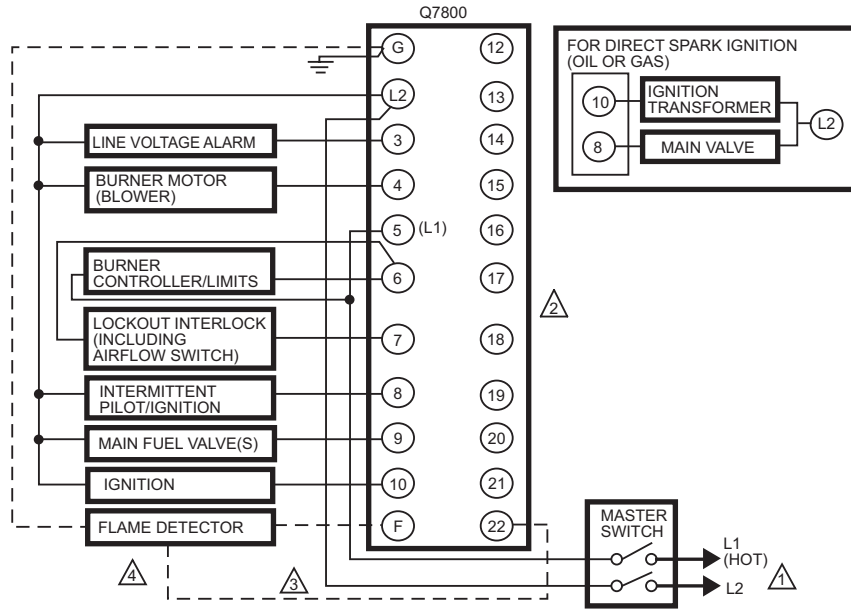 Q7800
G
12
L2
13
LINE VOLTAGE ALARM
3
14
BURNER MOTOR
(BLOWER)
4
15
5
(L1)
16
BURNER
CONTROLLER/LIMITS
6
17
LOCKOUT INTERLOCK
(INCLUDING
AIRFLOW SWITCH)
7
18
INTERMITTENT
PILOT/IGNITION
8
19
MAIN FUEL VALVE(S)
9
20
IGNITION
10
21
FLAME DETECTOR
F
22
2
4
3
FOR DIRECT SPARK IGNITION
(OIL OR GAS)
10
IGNITION
TRANSFORMER
8
MAIN VALVE
L2
MASTER
SWITCH
L1
(HOT)
L2
1